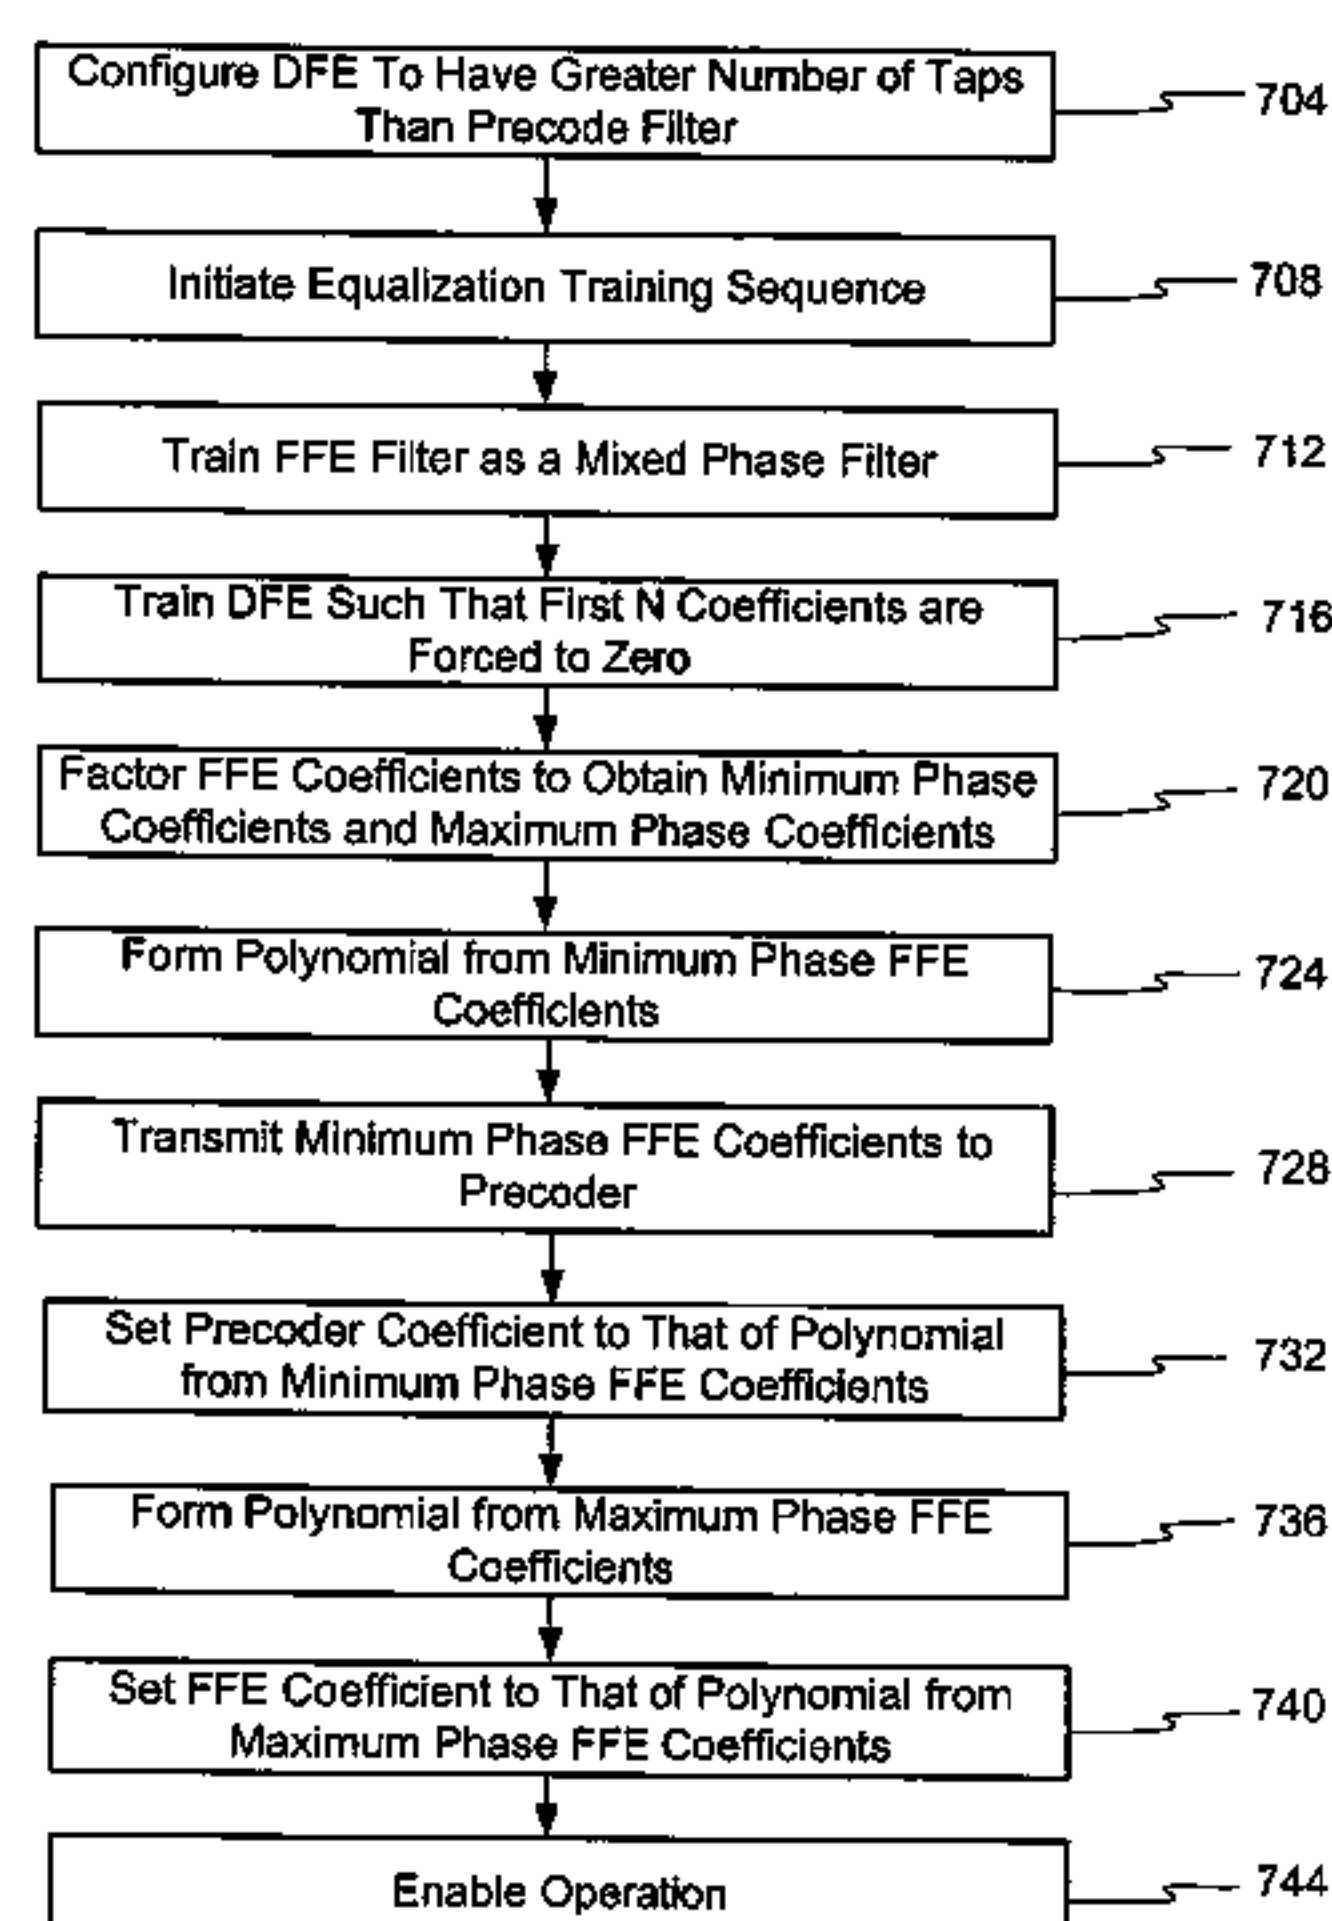 Configure DFE To Have Greater Number of Taps
Than Precode Filter
704
Initiate Equalization Training Sequence
708
Train FFE Filter as a Mixed Phase Filter
712
Train DFE Such That First N Coefficients are
Forced to Zero
716
Factor FFE Coefficients to Obtain Minimum Phase
Coefficients and Maximum Phase Coefficients
720
Form Polynomial from Minimum Phase FFE
Coefficients
724
Transmit Minimum Phase FFE Coefficients to
Precoder
728
Set Precoder Coefficient to That of Polynomial
from Minimum Phase FFE Coefficients
732
Form Polynomial from Maximum Phase FFE
Coefficients
736
Set FFE Coefficient to That of Polynomial from
Maximum Phase FFE Coefficients
740
Enable Operation
744